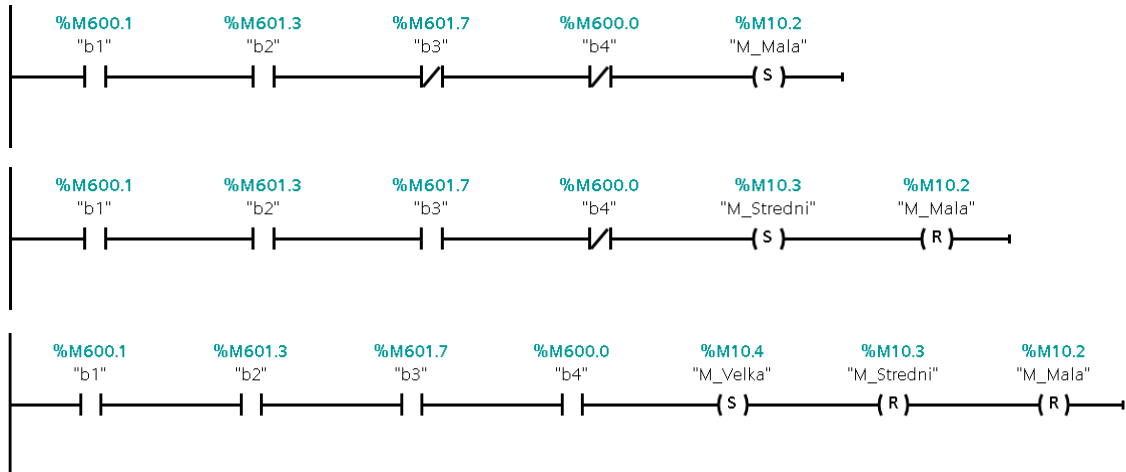 %M600.1 %M601.3 %M601.7 %M600.0 %M10.2
"b1" "b2" "b3" "b4" "M_Mala"
S
%M600.1 %M601.3 %M601.7 %M600.0 %M10.3 %M10.2
"b1" "b2" "b3" "b4" "M_Stredni" "M_Mala"
S R
%M600.1 %M601.3 %M601.7 %M600.0 %M10.4 %M10.3 %M10.2
"b1" "b2" "b3" "b4" "M_Velka" "M_Stredni" "M_Mala"
S R R